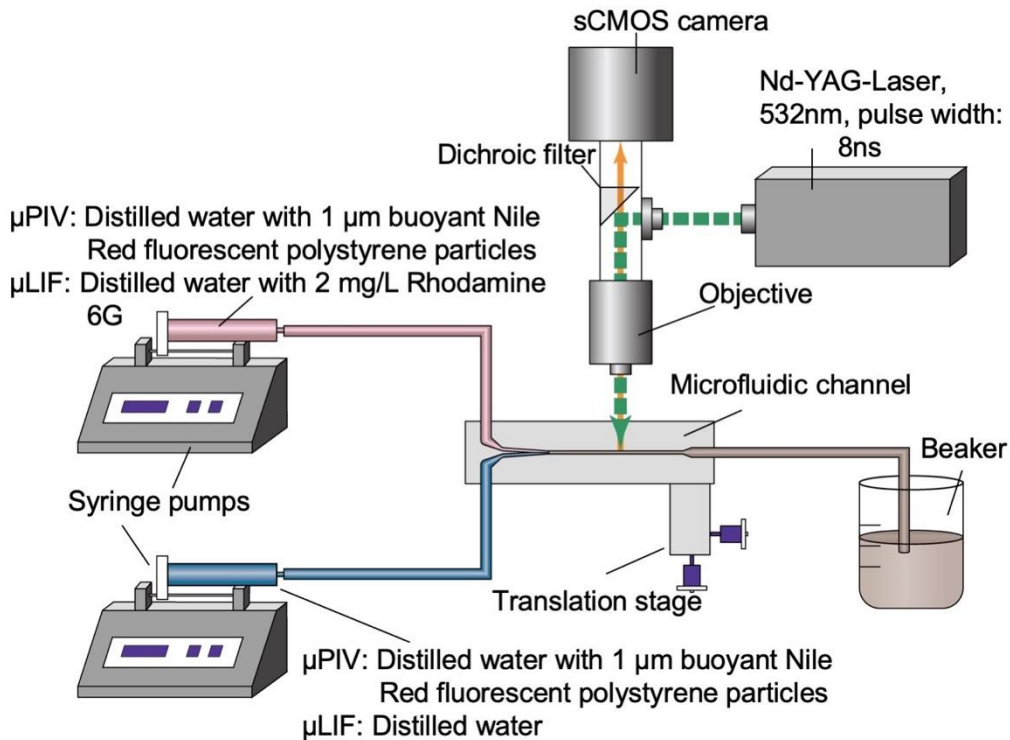 sCMOS camera
Nd-YAG-Laser,
532nm, pulse width:
8ns
Dichroic filter
µPIV: Distilled water with 1 µm buoyant Nile
Red fluorescent polystyrene particles
µLIF: Distilled water with 2 mg/L Rhodamine
6G
Objective
Microfluidic channel
Beaker
Syringe pumps
Translation stage
µPIV: Distilled water with 1 µm buoyant Nile
Red fluorescent polystyrene particles
µLIF: Distilled water